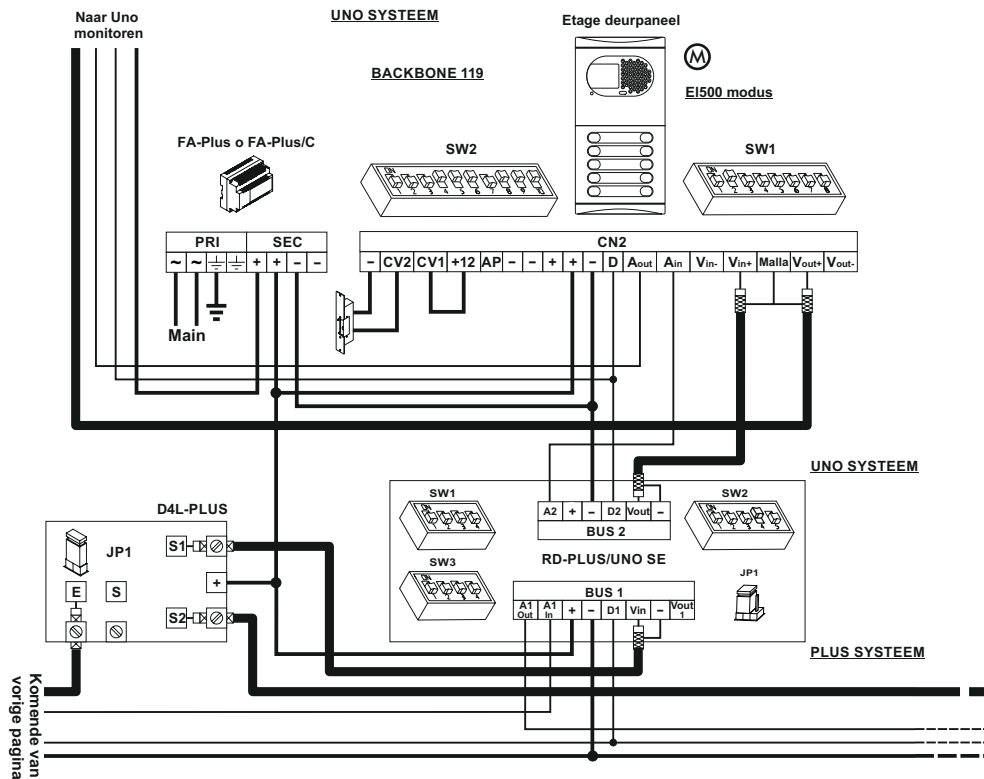 Naar Uno
monitoren
UNO SYSTEEM
BACKBONE 119
Etage deurpaneel
M
EI500 modus
FA-Plus o FA-Plus/C
SW2
SW1
PRI SEC
~ ~ + + – –
CN2
– CV2 CV1 +12 AP – – + + – D Aout Ain Vin- Vin+ Malla Vout+ Vout-
Main
UNO SYSTEEM
D4L-PLUS
JP1
S1
E S
+
S2
SW1
A2 + – D2 Vout –
BUS 2
SW2
RD-PLUS/UNO SE
SW3
BUS 1
A1 Out A1 In + – D1 Vin – Vout 1
JP1
PLUS SYSTEEM
Komende van
vorige pagina